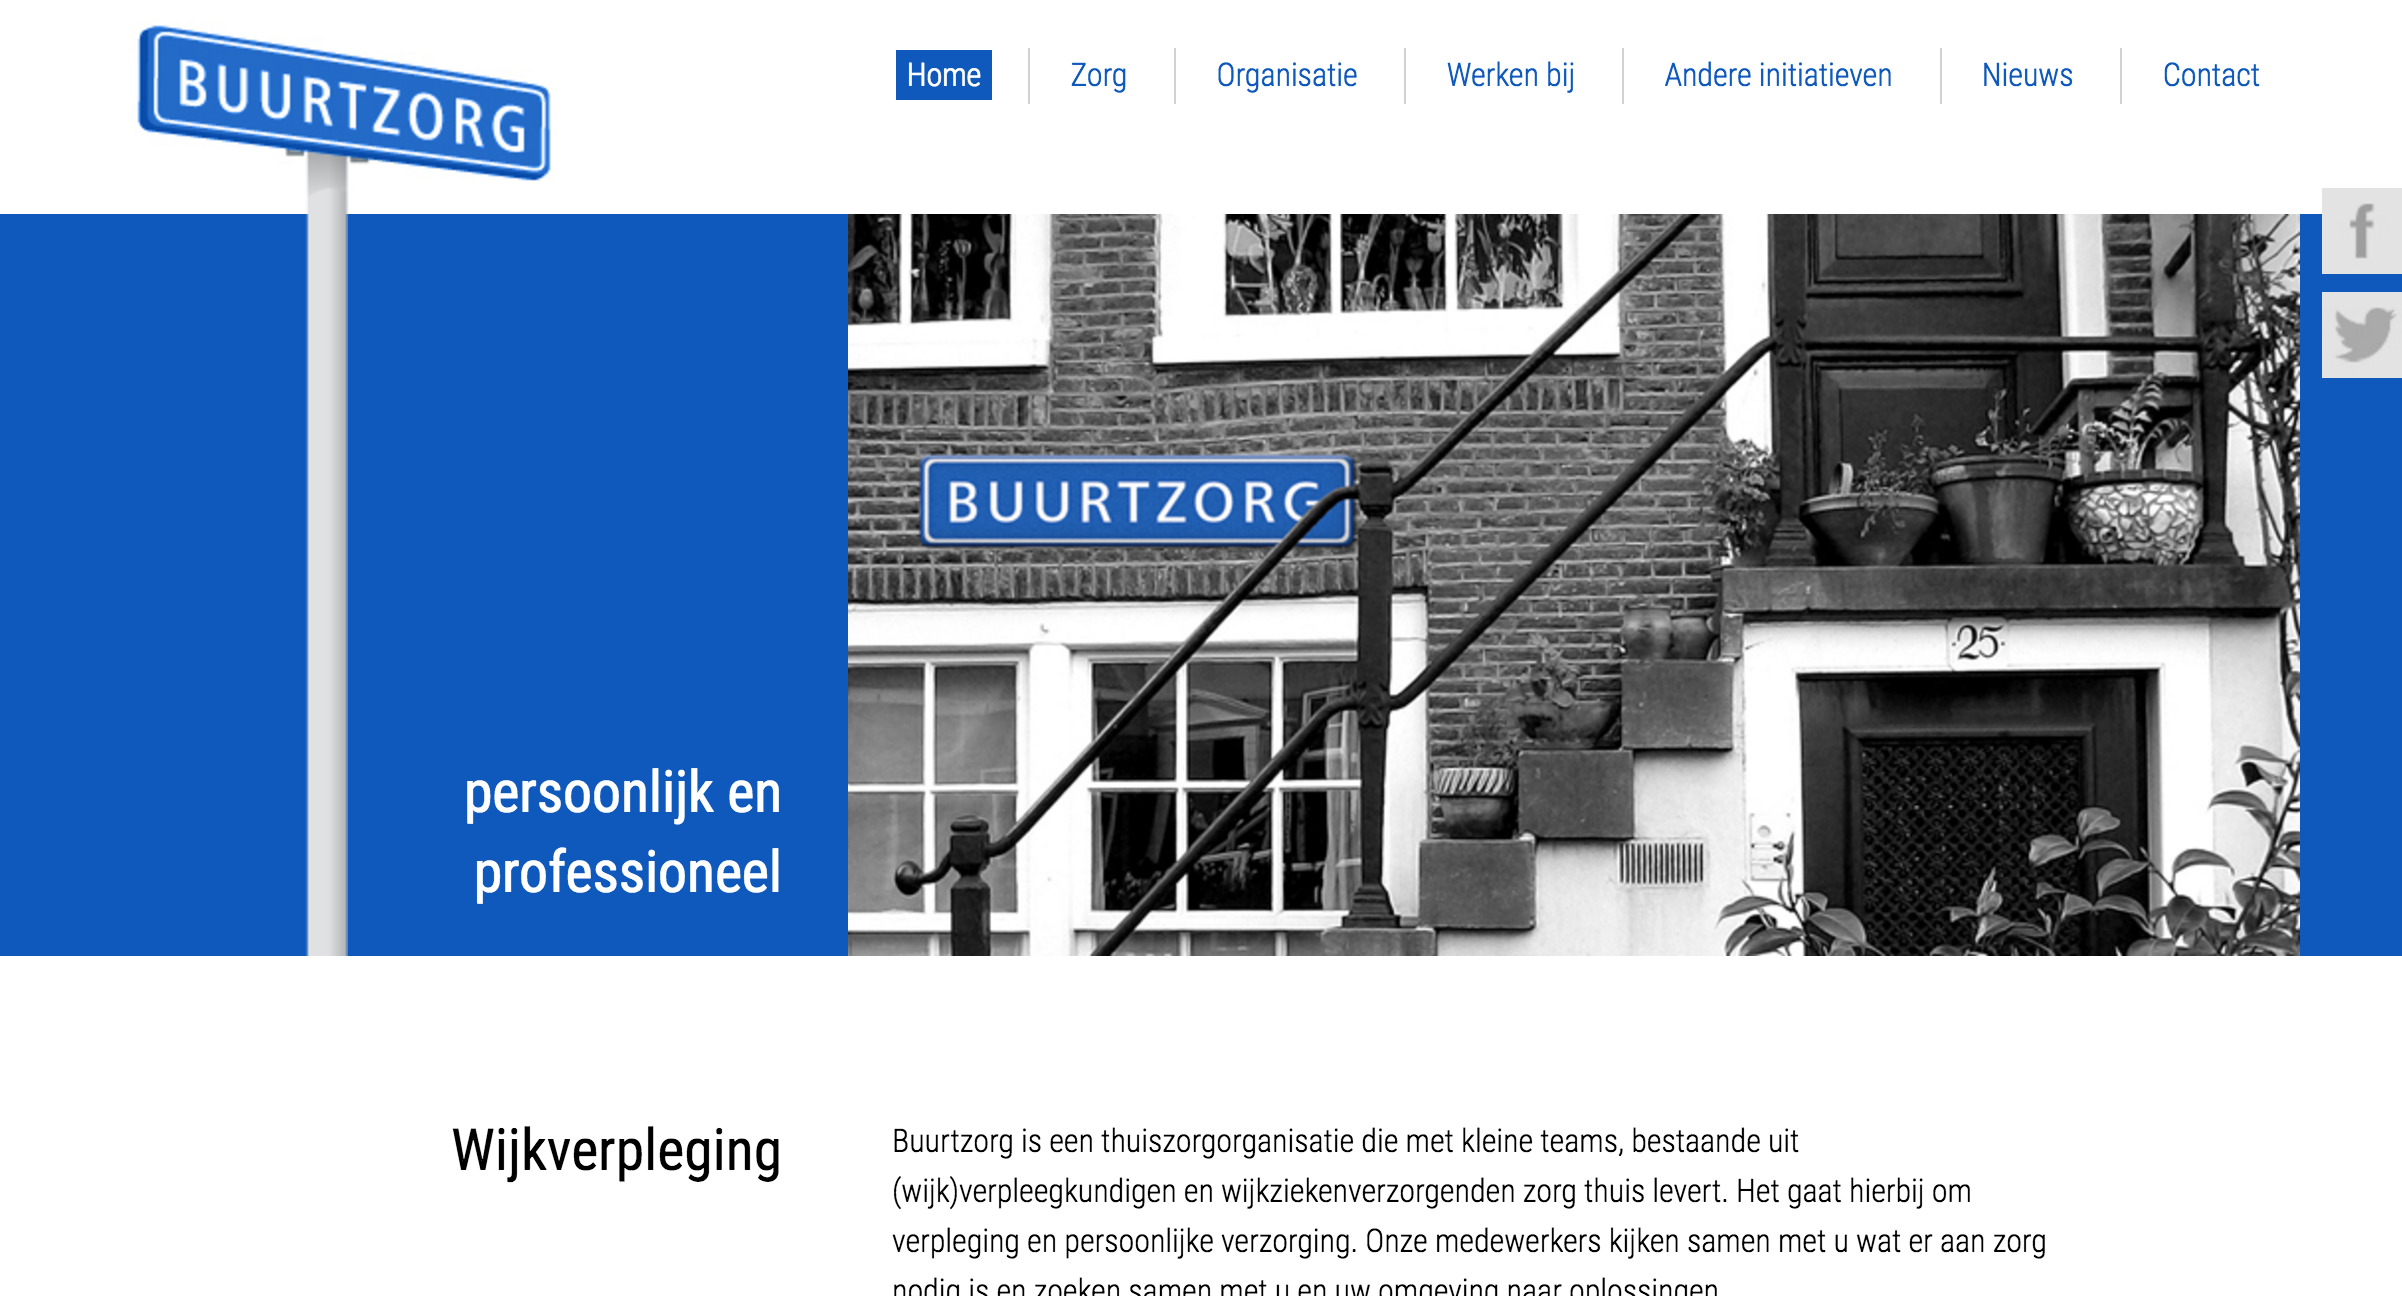 BUURTZORG
Home
Zorg
Organisatie
Werken bij
Andere initiatieven
Nieuws
Contact
BUURTZORG
25
persoonlijk en
professioneel
Wijkverpleging
Buurtzorg is een thuiszorgorganisatie die met kleine teams, bestaande uit
(wijk)verpleegkundigen en wijkziekenverzorgenden zorg thuis levert. Het gaat hierbij om
verpleging en persoonlijke verzorging. Onze medewerkers kijken samen met u wat er aan zorg
nodig is en zoeken samen met u en uw omgeving naar oplossingen